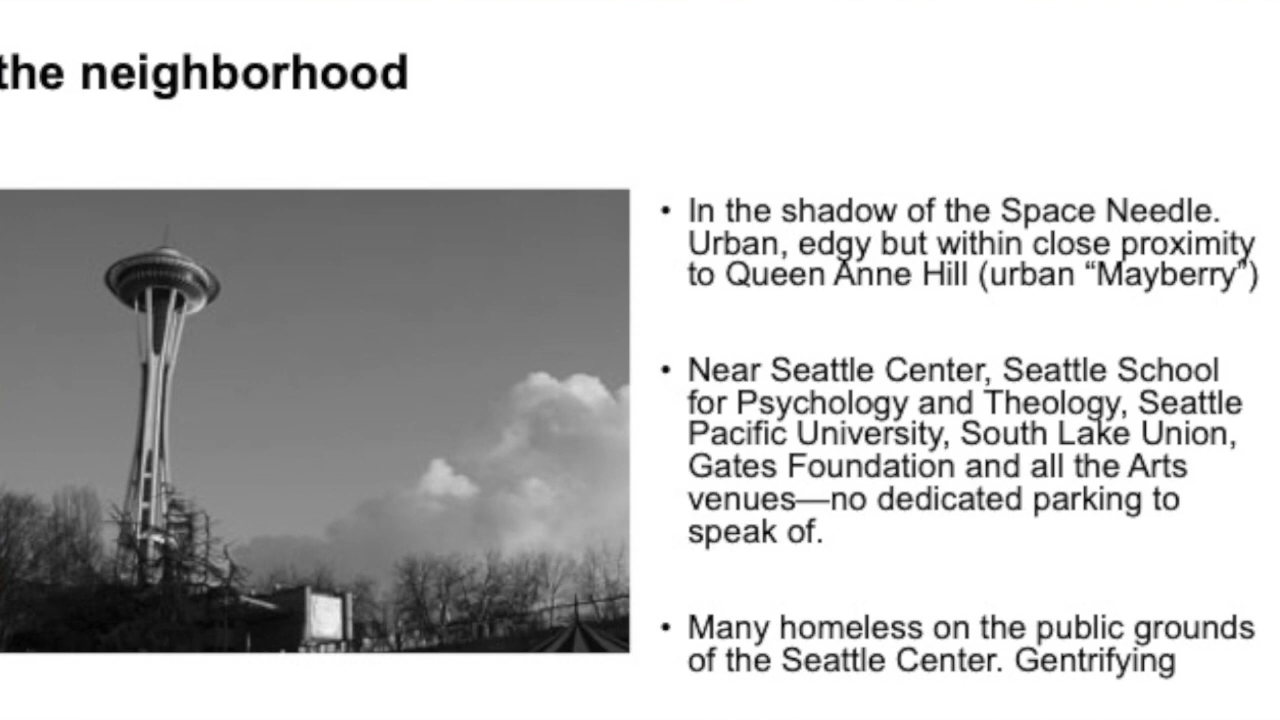 the neighborhood
• In the shadow of the Space Needle.
Urban, edgy but within close proximity
to Queen Anne Hill (urban “Mayberry”)
• Near Seattle Center, Seattle School
for Psychology and Theology, Seattle
Pacific University, South Lake Union,
Gates Foundation and all the Arts
venues—no dedicated parking to
speak of.
• Many homeless on the public grounds
of the Seattle Center. Gentrifying